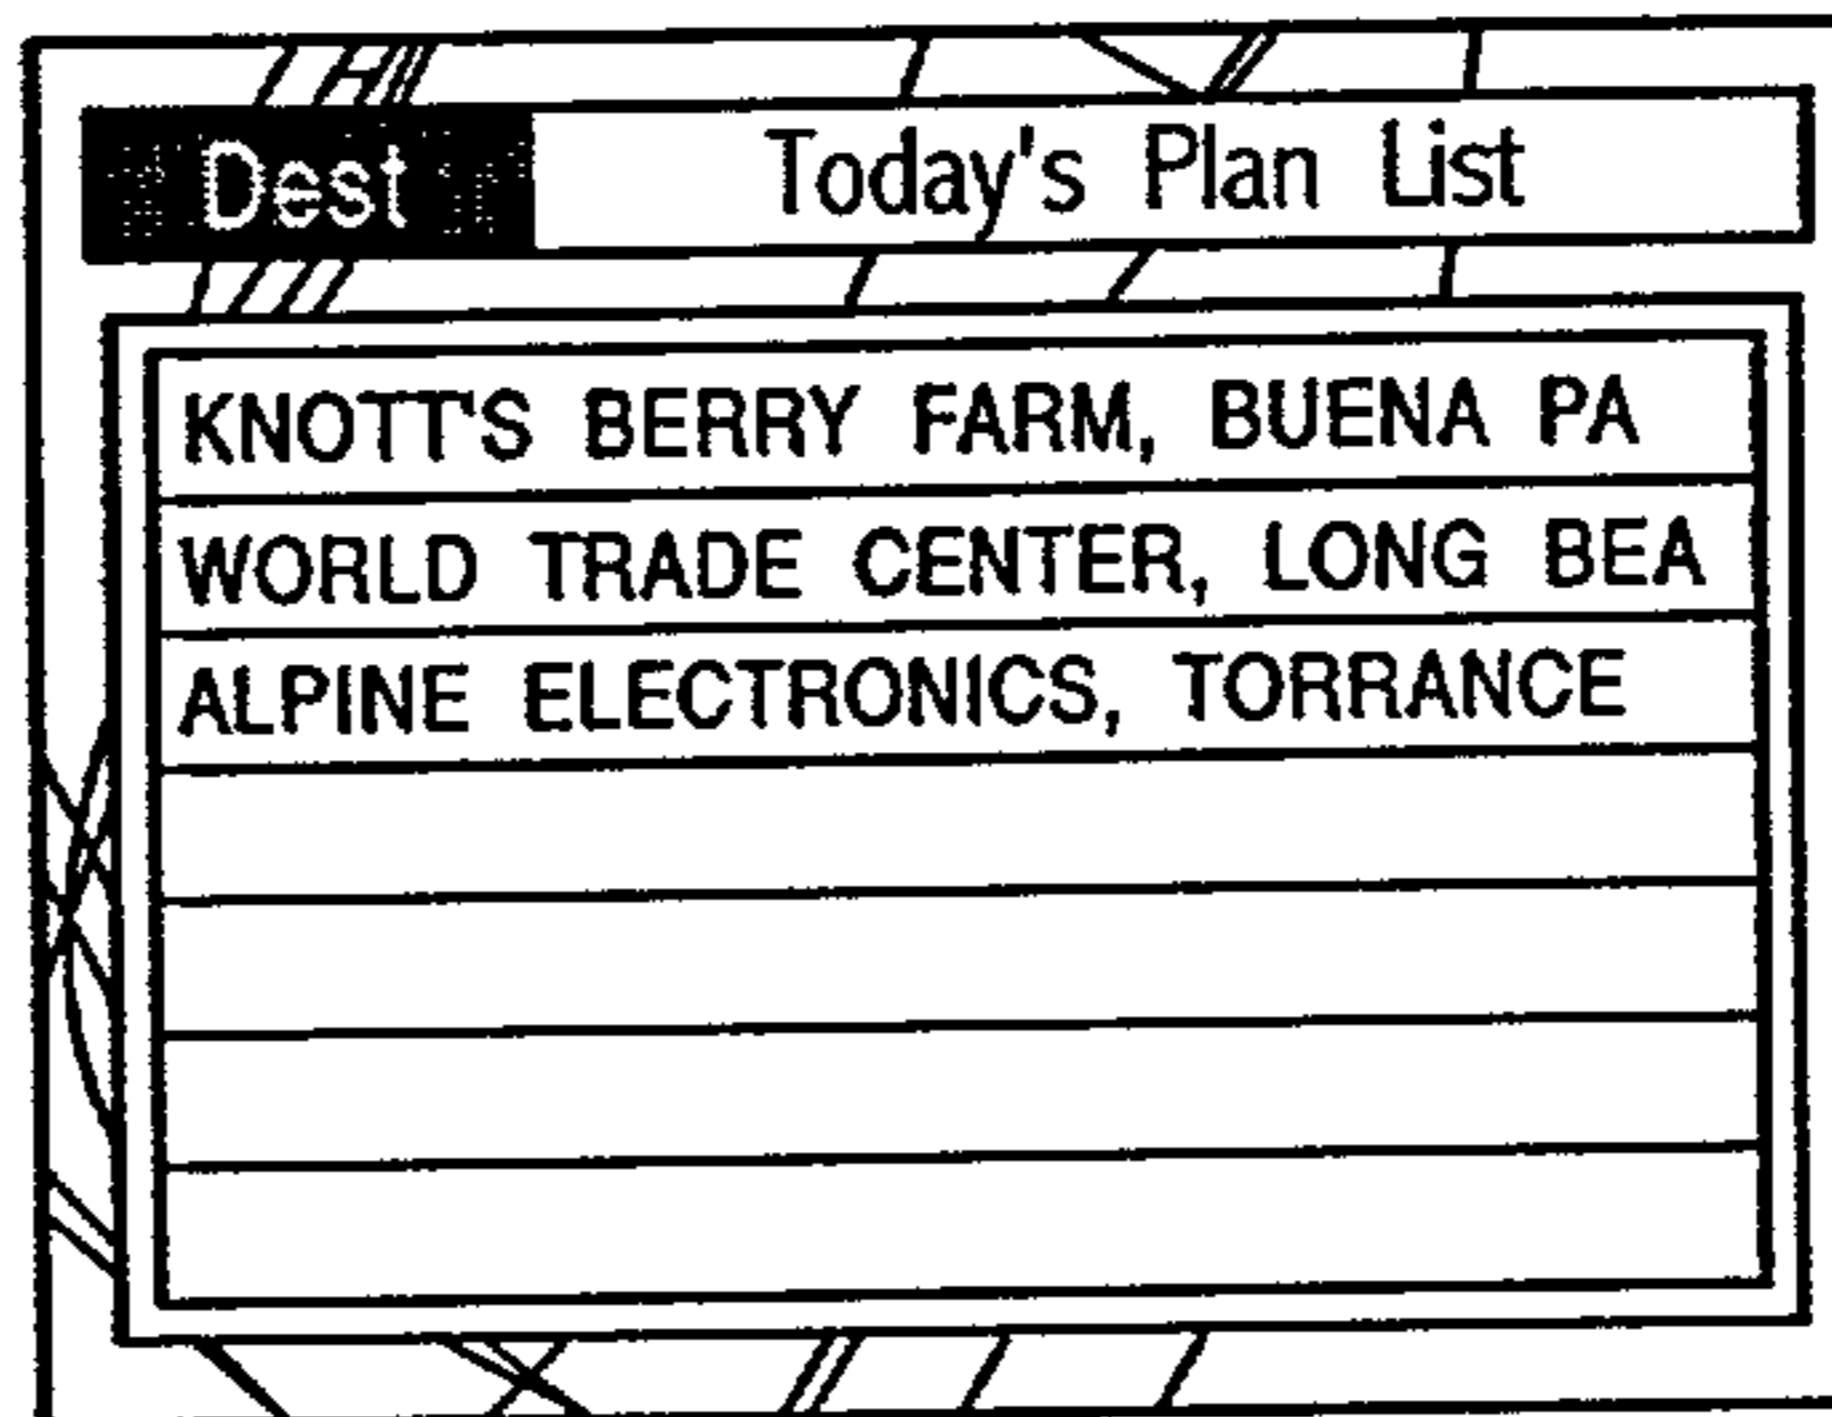 Dest Today's Plan List
KNOTT'S BERRY FARM, BUENA PA
WORLD TRADE CENTER, LONG BEA
ALPINE ELECTRONICS, TORRANCE